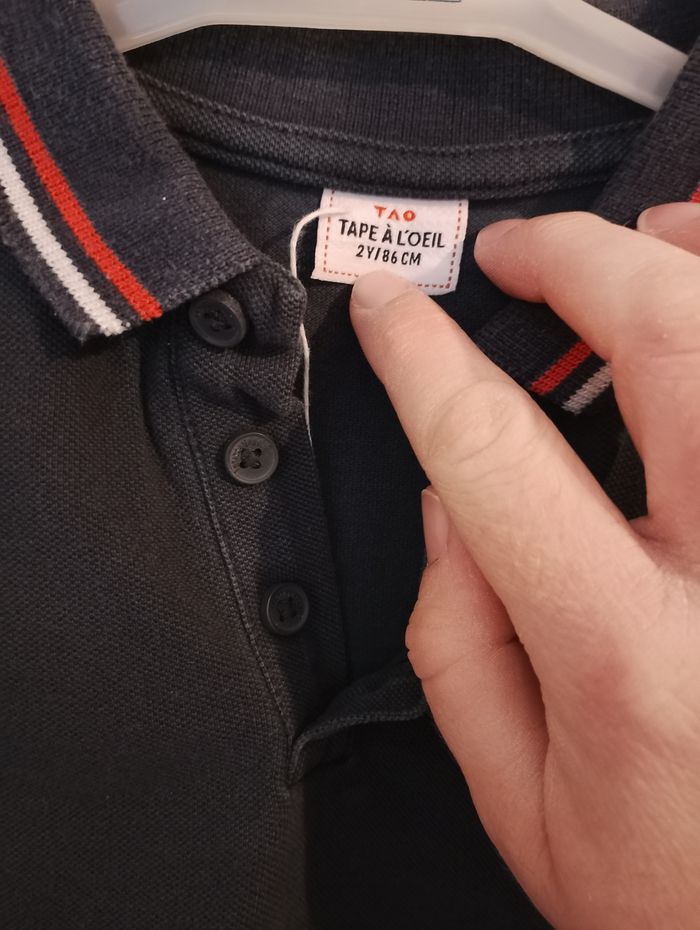 TAO
TAPE À L'OEIL
2Y/86 CM